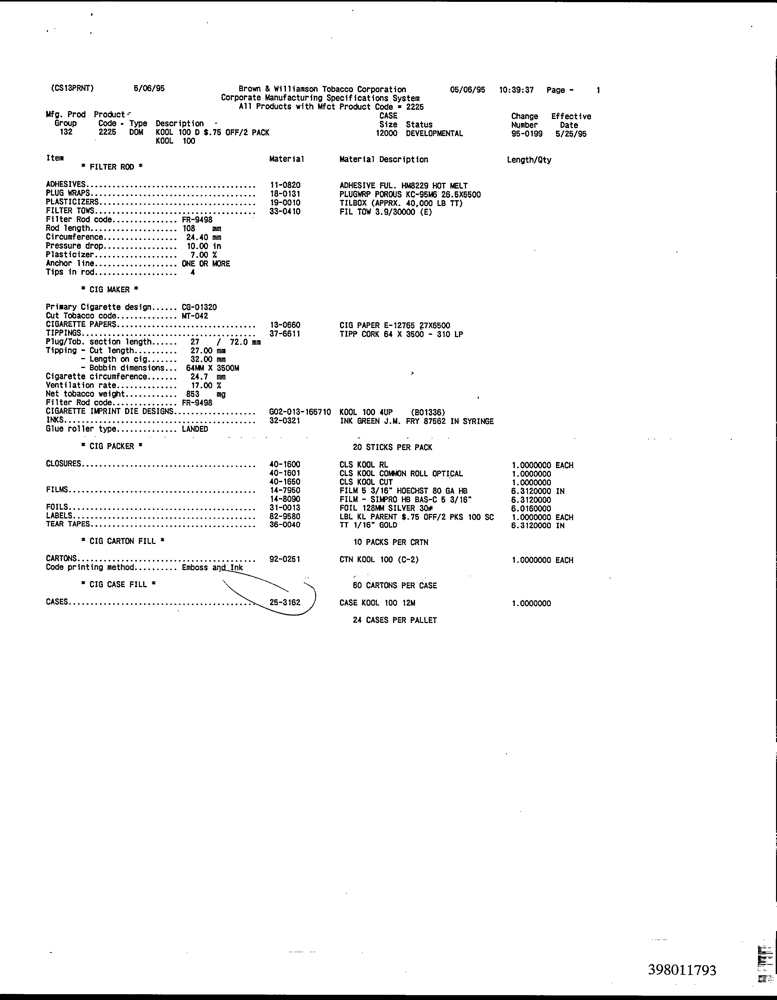 (CS13PRNT) 5/06/95 Brown & Williamson Tobacco Corporation 05/06/95 10:39:37 Page - 1
Corporate Manufacturing Specifications System
All Products with Mfct Product Code = 2225
Mfg. Prod Product- CASE Change Effective
Group Code - Type Description - Size Status Number Date
132 2225 DOM KOOL 100 D $.75 OFF/2 PACK 12000 DEVELOPMENTAL 95-0199 5/25/95
KOOL 100
Item Material Material Description Length/Qty
* FILTER ROD *
ADHESIVES...................................... 11-0820 ADHESIVE FUL. HM8229 HOT MELT
PLUG WRAPS..................................... 18-0131 PLUGWRP POROUS KC-95M6 26.5X6500
PLASTICIZERS................................... 19-0010 TILBOX (APPRX. 40,000 LB TT)
FILTER TOWS.................................... 33-0410 FIL TOW 3.9/30000 (E)
Filter Rod code............... FR-9498
Rod length.................... 108 mm
Circumference................. 24.40 mm
Pressure drop................. 10.00 in
Plasticizer................... 7.00 %
Anchor line................... ONE OR MORE
Tips in rod................... 4
* CIG MAKER *
Primary Cigarette design...... CG-01320
Cut Tobacco code.............. MT-042
CIGARETTE PAPERS............................... 13-0660 CIG PAPER E-12765 27X6500
TIPPINGS....................................... 37-6611 TIPP CORK 64 X 3500 - 310 LP
Plug/Tob. section length...... 27 / 72.0 mm
Tipping - Cut length.......... 27.00 mm
- Length on cig....... 32.00 mm
- Bobbin dimensions... 64MM X 3500M
Cigarette circumference....... 24.7 mm
Ventilation rate.............. 17.00 %
Net tobacco weight............ 853 mg
Filter Rod code............... FR-9498
CIGARETTE IMPRINT DIE DESIGNS.................. G02-013-165710 KOOL 100 4UP (B01336)
INKS........................................... 32-0321 INK GREEN J.M. FRY 87562 IN SYRINGE
Glue roller type.............. LANDED
* CIG PACKER * 20 STICKS PER PACK
CLOSURES....................................... 40-1600 CLS KOOL RL 1.0000000 EACH
40-1601 CLS KOOL COMMON ROLL OPTICAL 1.0000000
40-1650 CLS KOOL CUT 1.0000000
FILMS.......................................... 14-7950 FILM 5 3/16" HOECHST 80 GA HB 6.3120000 IN
14-8090 FILM - SIMPRO HB BAS-C 5 3/16" 6.3120000
FOILS.......................................... 31-0013 FOIL 128MM SILVER 30# 6.0150000
LABELS......................................... 82-9580 LBL KL PARENT $.75 OFF/2 PKS 100 SC 1.0000000 EACH
TEAR TAPES..................................... 36-0040 TT 1/16" GOLD 6.3120000 IN
* CIG CARTON FILL * 10 PACKS PER CRTN
CARTONS........................................ 92-0251 CTN KOOL 100 (C-2) 1.0000000 EACH
Code printing method.......... Emboss and Ink
* CIG CASE FILL * 60 CARTONS PER CASE
CASES.......................................... 25-3162 CASE KOOL 100 12M 1.0000000
24 CASES PER PALLET
398011793